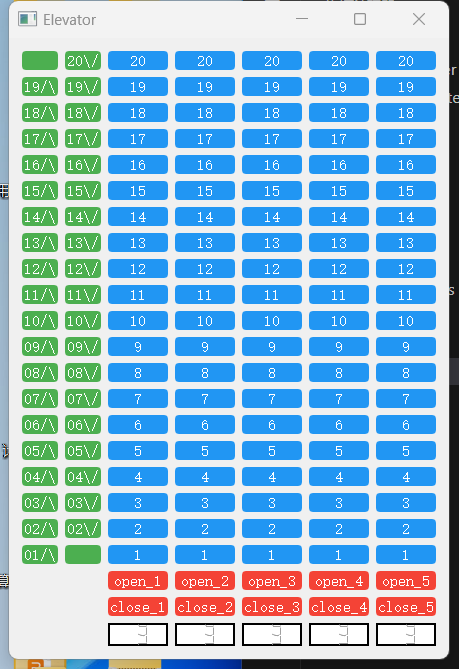 Elevator
20\/ 20 20 20 20 20
19/\ 19\/ 19 19 19 19 19
18/\ 18\/ 18 18 18 18 18
17/\ 17\/ 17 17 17 17 17
16/\ 16\/ 16 16 16 16 16
15/\ 15\/ 15 15 15 15 15
14/\ 14\/ 14 14 14 14 14
13/\ 13\/ 13 13 13 13 13
12/\ 12\/ 12 12 12 12 12
11/\ 11\/ 11 11 11 11 11
10/\ 10\/ 10 10 10 10 10
09/\ 09\/ 9 9 9 9 9
08/\ 08\/ 8 8 8 8 8
07/\ 07\/ 7 7 7 7 7
06/\ 06\/ 6 6 6 6 6
05/\ 05\/ 5 5 5 5 5
04/\ 04\/ 4 4 4 4 4
03/\ 03\/ 3 3 3 3 3
02/\ 02\/ 2 2 2 2 2
01/\ 1 1 1 1 1
open_1 open_2 open_3 open_4 open_5
close_1 close_2 close_3 close_4 close_5